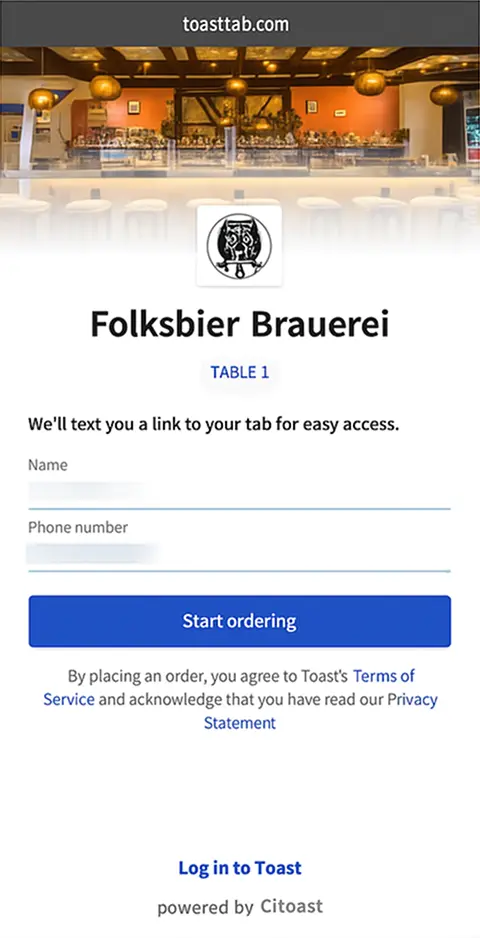 toasttab.com
Folksbier Brauerei
TABLE 1
We'll text you a link to your tab for easy access.
Name
Phone number
Start ordering
By placing an order, you agree to Toast's Terms of
Service and acknowledge that you have read our Privacy
Statement
Log in to Toast
powered by Citoast